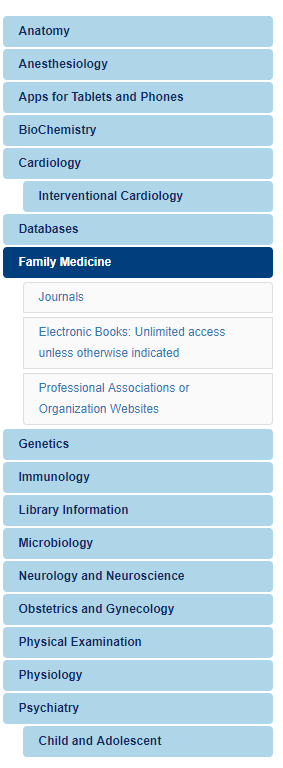 Anatomy
Anesthesiology
Apps for Tablets and Phones
BioChemistry
Cardiology
Interventional Cardiology
Databases
Family Medicine
Journals
Electronic Books: Unlimited access
unless otherwise indicated
Professional Associations or
Organization Websites
Genetics
Immunology
Library Information
Microbiology
Neurology and Neuroscience
Obstetrics and Gynecology
Physical Examination
Physiology
Psychiatry
Child and Adolescent